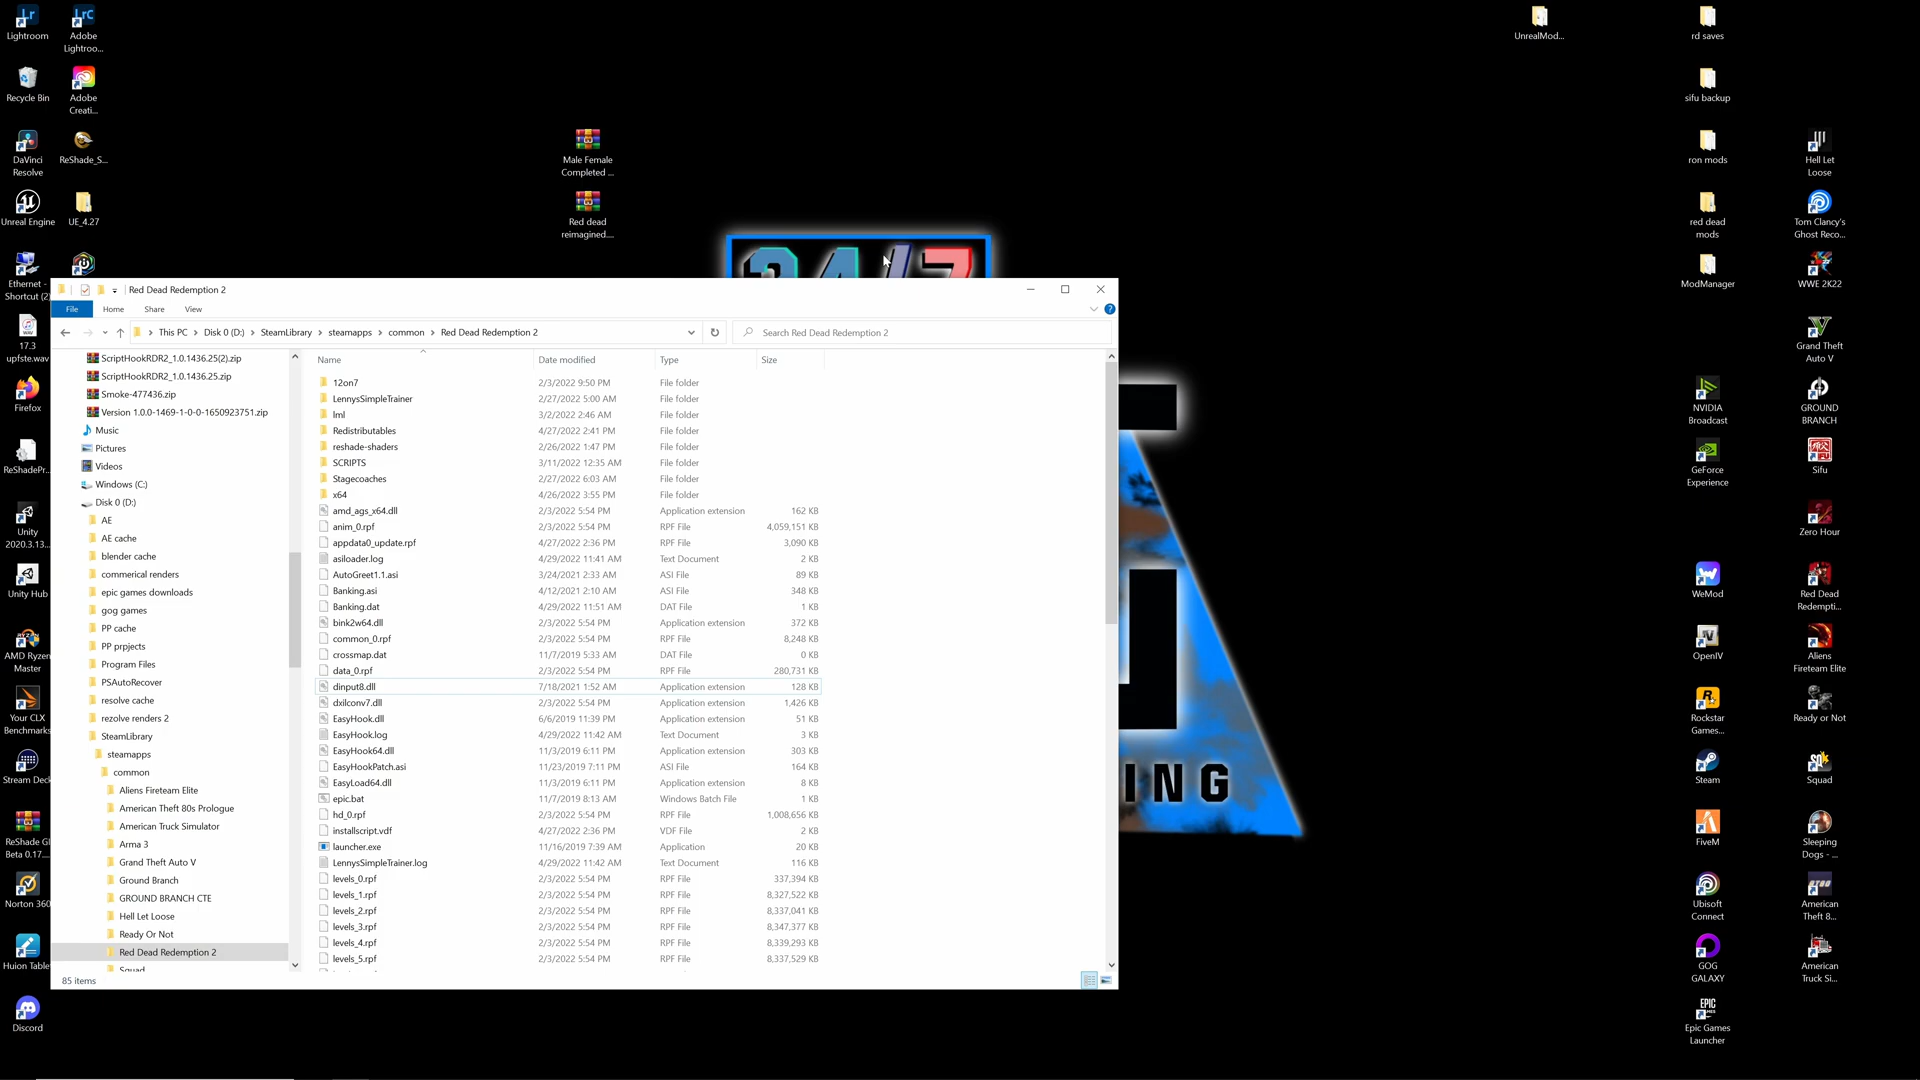 Lightroom
Adobe
Lightroo...
Recycle Bin
Adobe
Creati...
DaVinci
Resolve
ReShade_S...
Unreal Engine
UE_4.27
Ethernet -
Shortcut (2)
17.3
upfste.wav
Firefox
ReShadePr...
Unity
2020.3.13...
Unity Hub
AMD Ryzen
Master
Your CLX
Benchmark
Stream Deck
ReShade GI
Beta 0.17....
Norton 360
Huion Table
Discord
Male Female
Completed ...
Red dead
reimagined....
24/7
ING
UnrealMod...
rd saves
sifu backup
ron mods
red dead
mods
ModManager
NVIDIA
Broadcast
GeForce
Experience
WeMod
OpenIV
Rockstar
Games...
Steam
FiveM
Ubisoft
Connect
GOG
GALAXY
Epic Games
Launcher
Hell Let
Loose
Tom Clancy's
Ghost Reco...
WWE 2K22
Grand Theft
Auto V
GROUND
BRANCH
Sifu
Zero Hour
Red Dead
Redempti...
Aliens
Fireteam Elite
Ready or Not
Squad
Sleeping
Dogs - ...
American
Theft 8...
American
Truck Si...
Red Dead Redemption 2
File Home Share View
This PC Disk 0 (D:) SteamLibrary steamapps common Red Dead Redemption 2
Search Red Dead Redemption 2
ScriptHookRDR2_1.0.1436.25(2).zip
ScriptHookRDR2_1.0.1436.25.zip
Smoke-477436.zip
Version 1.0.0-1469-1-0-0-1650923751.zip
Music
Pictures
Videos
Windows (C:)
Disk 0 (D:)
AE
AE cache
blender cache
commerical renders
epic games downloads
gog games
PP cache
PP prpjects
Program Files
PSAutoRecover
resolve cache
rezolve renders 2
SteamLibrary
steamapps
common
Aliens Fireteam Elite
American Theft 80s Prologue
American Truck Simulator
Arma 3
Grand Theft Auto V
Ground Branch
GROUND BRANCH CTE
Hell Let Loose
Ready Or Not
Red Dead Redemption 2
Squad
Name Date modified Type Size
12on7 2/3/2022 9:50 PM File folder
LennysSimpleTrainer 2/27/2022 5:00 AM File folder
lml 3/2/2022 2:46 AM File folder
Redistributables 4/27/2022 2:41 PM File folder
reshade-shaders 2/26/2022 1:47 PM File folder
SCRIPTS 3/11/2022 12:35 AM File folder
Stagecoaches 2/27/2022 6:03 AM File folder
x64 4/26/2022 3:55 PM File folder
amd_ags_x64.dll 2/3/2022 5:54 PM Application extension 162 KB
anim_0.rpf 2/3/2022 5:54 PM RPF File 4,059,151 KB
appdata0_update.rpf 4/27/2022 2:36 PM RPF File 3,090 KB
asiloader.log 4/29/2022 11:41 AM Text Document 2 KB
AutoGreet1.1.asi 3/24/2021 2:33 AM ASI File 89 KB
Banking.asi 4/12/2021 2:10 AM ASI File 348 KB
Banking.dat 4/29/2022 11:51 AM DAT File 1 KB
bink2w64.dll 2/3/2022 5:54 PM Application extension 372 KB
common_0.rpf 2/3/2022 5:54 PM RPF File 8,248 KB
crossmap.dat 11/7/2019 5:33 AM DAT File 0 KB
data_0.rpf 2/3/2022 5:54 PM RPF File 280,731 KB
dinput8.dll 7/18/2021 1:52 AM Application extension 128 KB
dxilconv7.dll 2/3/2022 5:54 PM Application extension 1,426 KB
EasyHook.dll 6/6/2019 11:39 PM Application extension 51 KB
EasyHook.log 4/29/2022 11:42 AM Text Document 3 KB
EasyHook64.dll 11/3/2019 6:11 PM Application extension 303 KB
EasyHookPatch.asi 11/23/2019 7:11 PM ASI File 164 KB
EasyLoad64.dll 11/3/2019 6:11 PM Application extension 8 KB
epic.bat 11/7/2019 8:13 AM Windows Batch File 1 KB
hd_0.rpf 2/3/2022 5:54 PM RPF File 1,008,656 KB
installscript.vdf 4/27/2022 2:36 PM VDF File 2 KB
launcher.exe 11/16/2019 7:39 AM Application 20 KB
LennysSimpleTrainer.log 4/29/2022 11:42 AM Text Document 116 KB
levels_0.rpf 2/3/2022 5:54 PM RPF File 337,394 KB
levels_1.rpf 2/3/2022 5:54 PM RPF File 8,327,522 KB
levels_2.rpf 2/3/2022 5:54 PM RPF File 8,337,041 KB
levels_3.rpf 2/3/2022 5:54 PM RPF File 8,347,377 KB
levels_4.rpf 2/3/2022 5:54 PM RPF File 8,339,293 KB
levels_5.rpf 2/3/2022 5:54 PM RPF File 8,337,529 KB
85 items